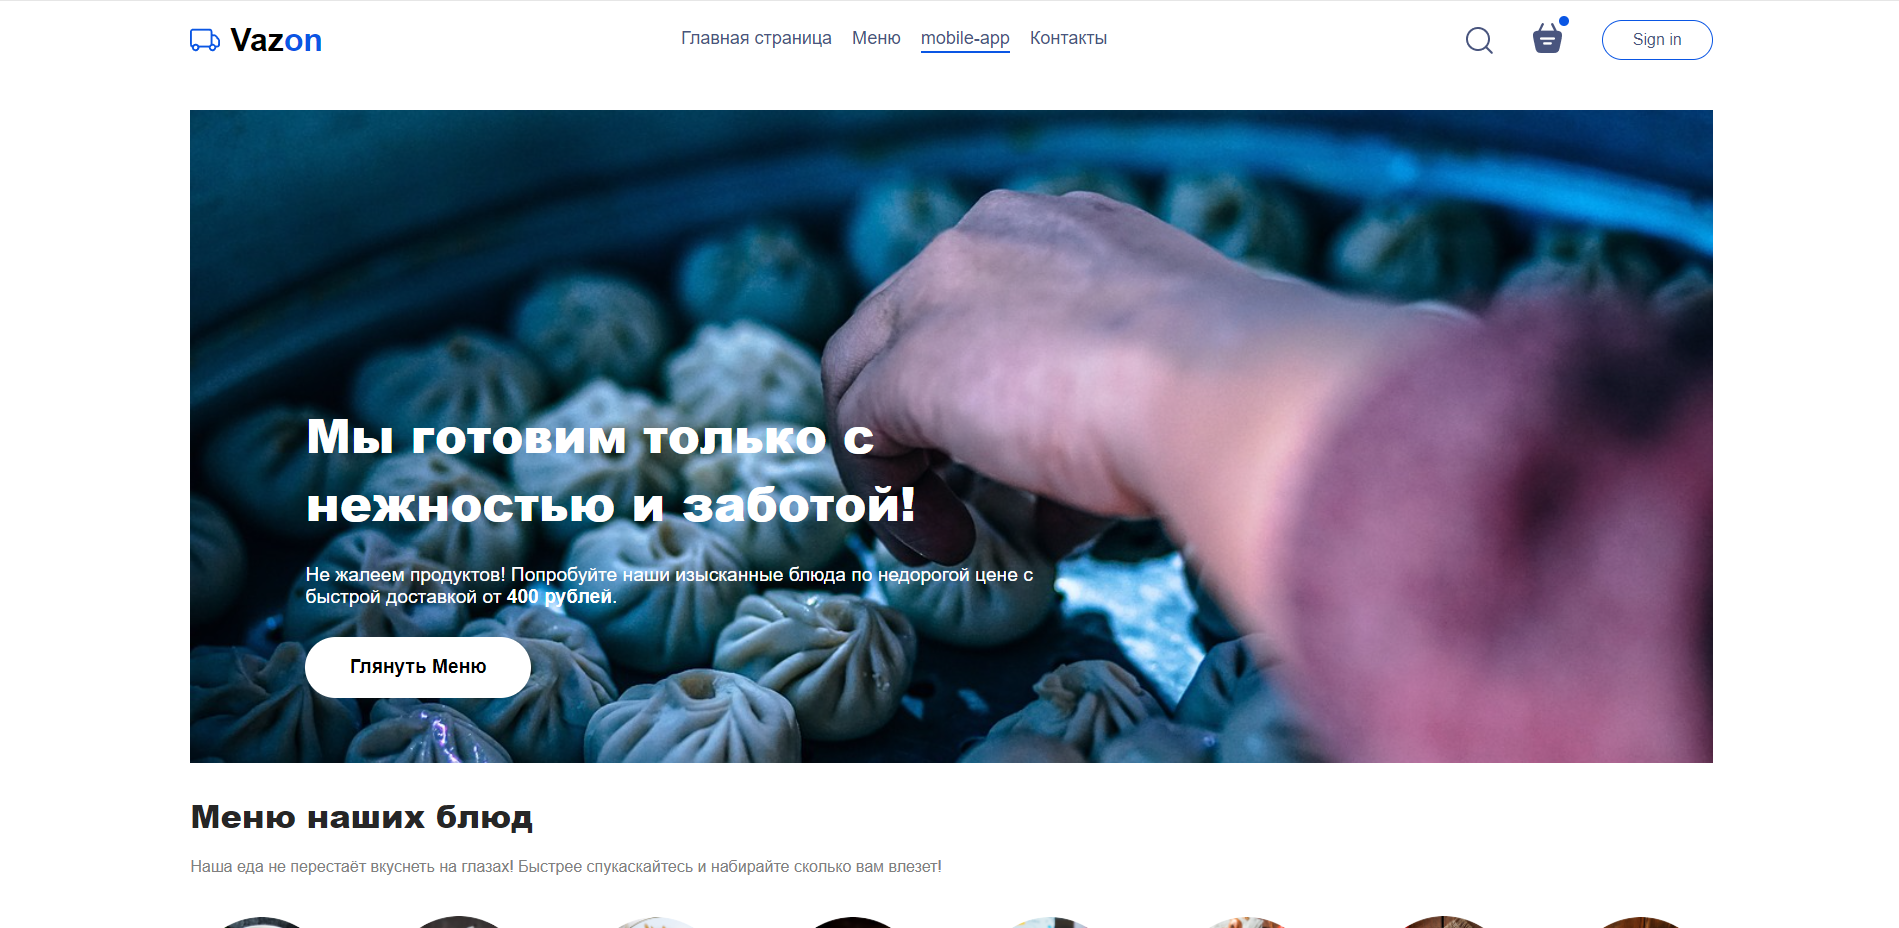 Vazon
Главная страница
Меню
mobile-app
Контакты
Sign in
Мы готовим только с
нежностью и заботой!
Не жалеем продуктов! Попробуйте наши изысканные блюда по недорогой цене с
быстрой доставкой от 400 рублей.
Глянуть Меню
Меню наших блюд
Наша еда не перестаёт вкуснеть на глазах! Быстрее спукаскайтесь и набирайте сколько вам влезет!